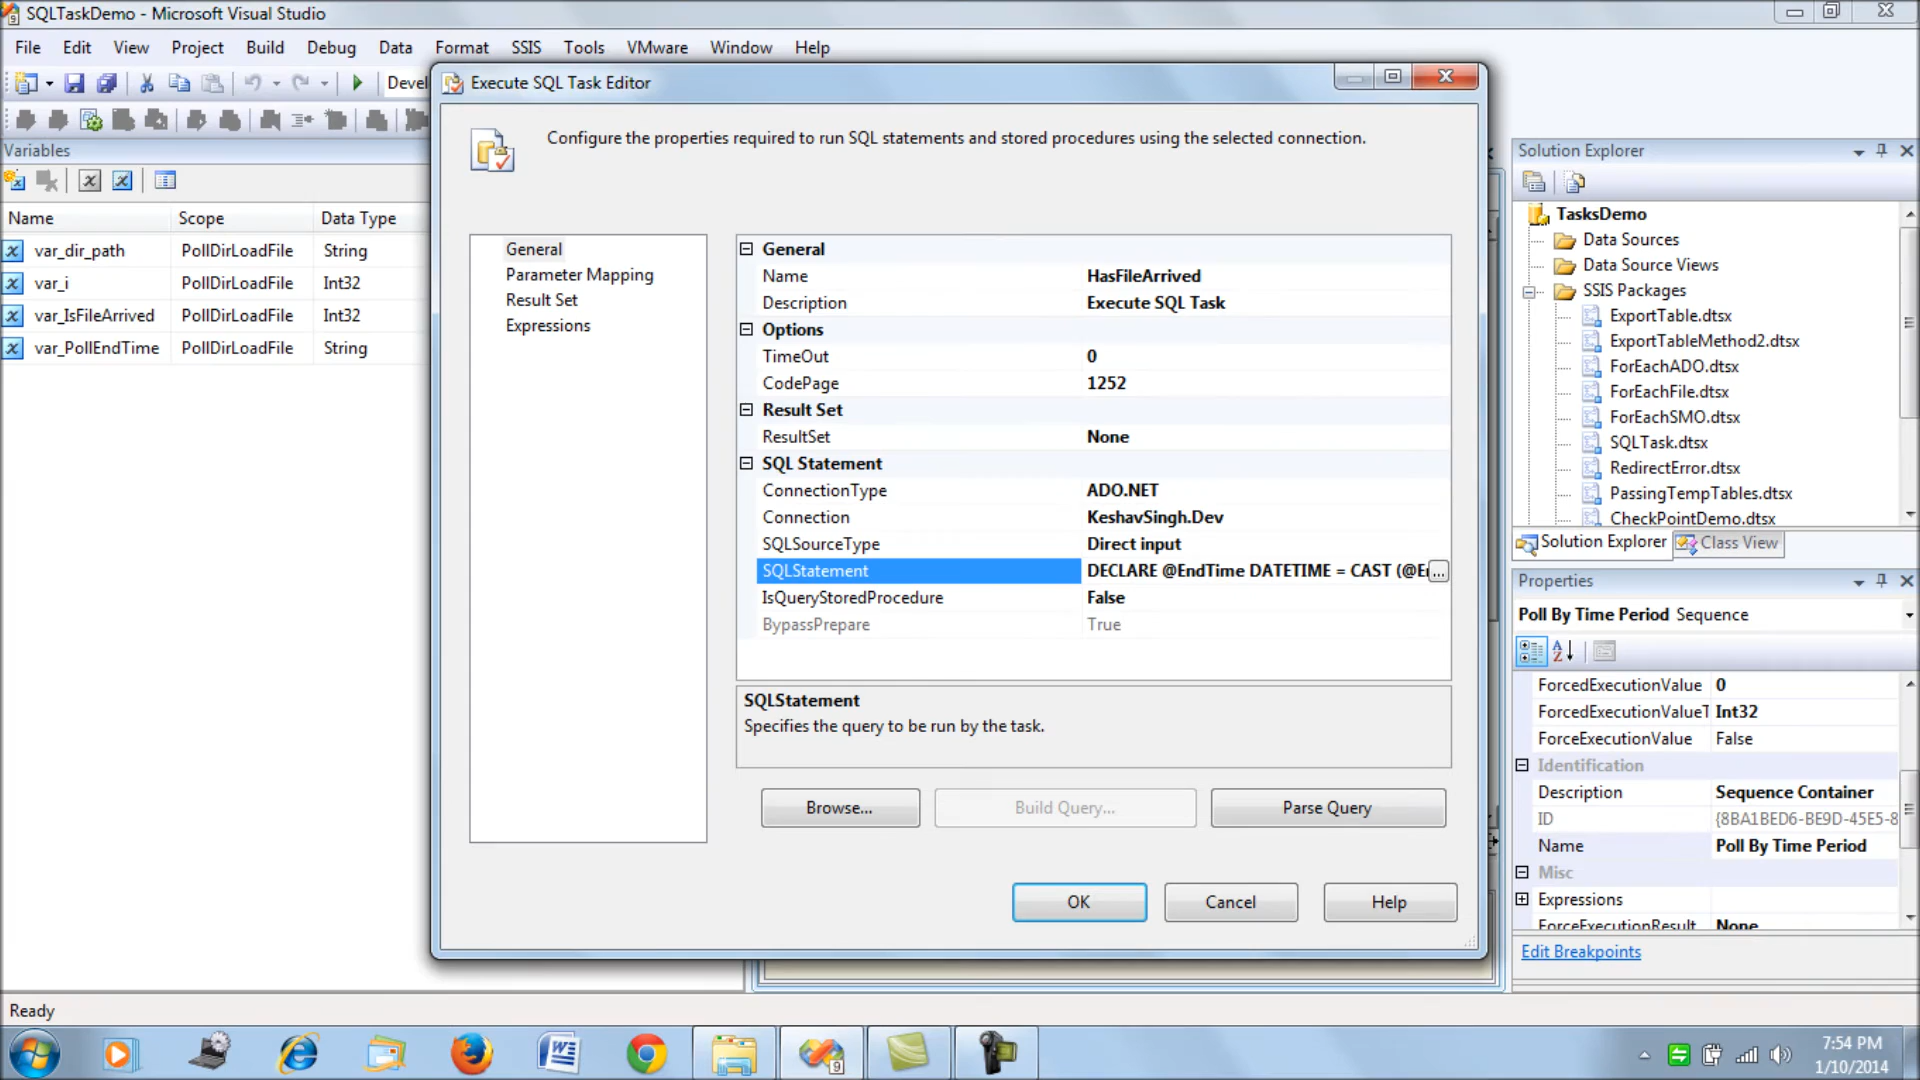 SQLTaskDemo - Microsoft Visual Studio
File Edit View Project Build Debug Data Format SSIS Tools VMware Window Help
Devel
Variables
Name Scope Data Type
var_dir_path PollDirLoadFile String
var_i PollDirLoadFile Int32
var_IsFileArrived PollDirLoadFile Int32
var_PollEndTime PollDirLoadFile String
Execute SQL Task Editor
Configure the properties required to run SQL statements and stored procedures using the selected connection.
General
Parameter Mapping
Result Set
Expressions
General
Name HasFileArrived
Description Execute SQL Task
Options
TimeOut 0
CodePage 1252
Result Set
ResultSet None
SQL Statement
ConnectionType ADO.NET
Connection KeshavSingh.Dev
SQLSourceType Direct input
SQLStatement DECLARE @EndTime DATETIME = CAST (@E ...
IsQueryStoredProcedure False
BypassPrepare True
SQLStatement
Specifies the query to be run by the task.
Browse... Build Query... Parse Query
OK Cancel Help
Solution Explorer
TasksDemo
Data Sources
Data Source Views
SSIS Packages
ExportTable.dtsx
ExportTableMethod2.dtsx
ForEachADO.dtsx
ForEachFile.dtsx
ForEachSMO.dtsx
SQLTask.dtsx
RedirectError.dtsx
PassingTempTables.dtsx
CheckPointDemo.dtsx
Solution Explorer Class View
Properties
Poll By Time Period Sequence
ForcedExecutionValue 0
ForcedExecutionValueT Int32
ForceExecutionValue False
Identification
Description Sequence Container
ID {8BA1BED6-BE9D-45E5-8
Name Poll By Time Period
Misc
Expressions
ForceExecutionResult None
Edit Breakpoints
Ready
7:54 PM
1/10/2014